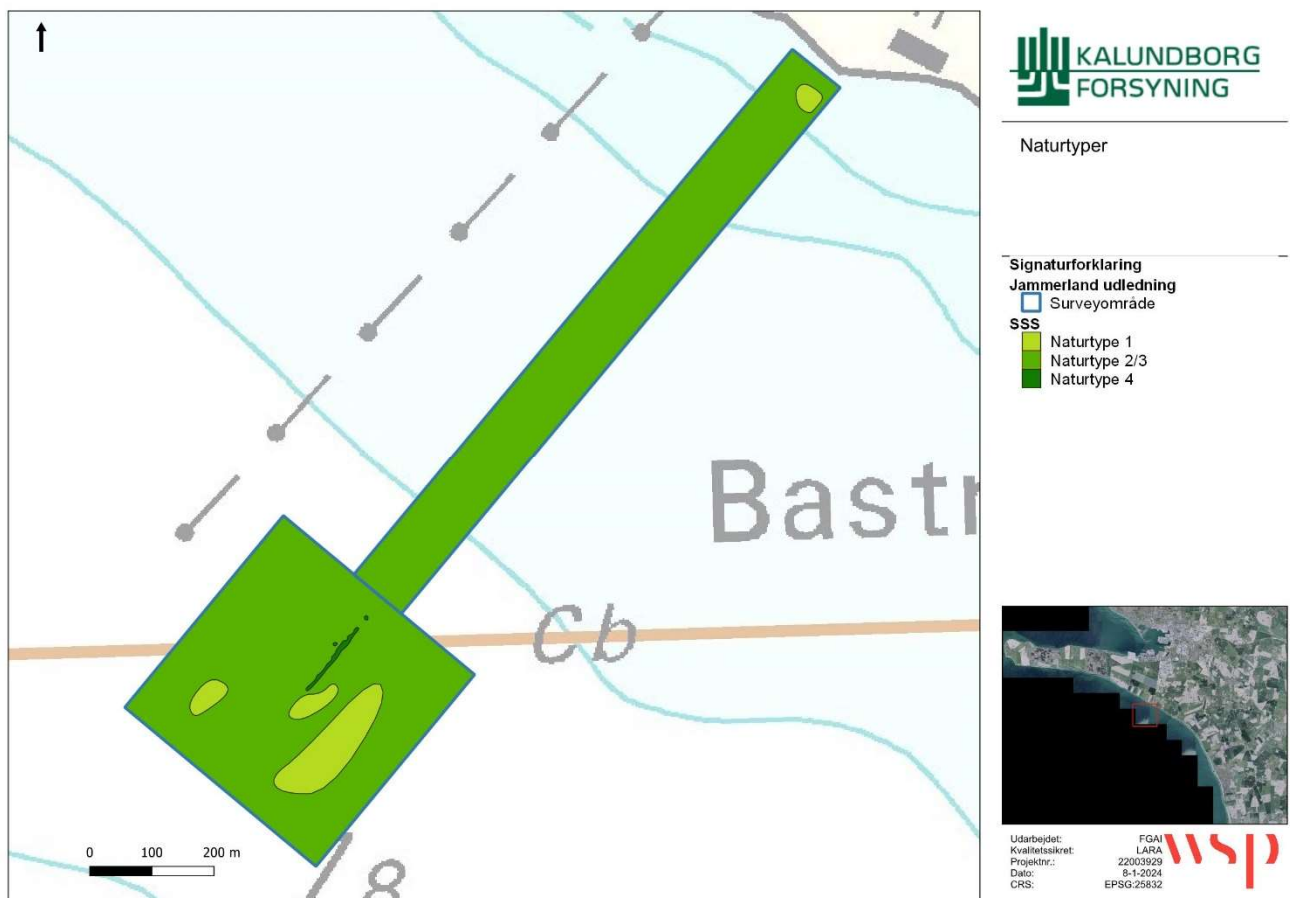 KALUNDBORG
FORSYNING
Naturtyper
Signaturforklaring
Jammerland udledning
Surveyområde
SSS
Naturtype 1
Naturtype 2/3
Naturtype 4
Bastr
Cb
8
0 100 200 m
Udarbejdet: FGAI
Kvalitetssikret: LARA
Projektnr.: 22003929
Dato: 8-1-2024
CRS: EPSG:25832
wsp